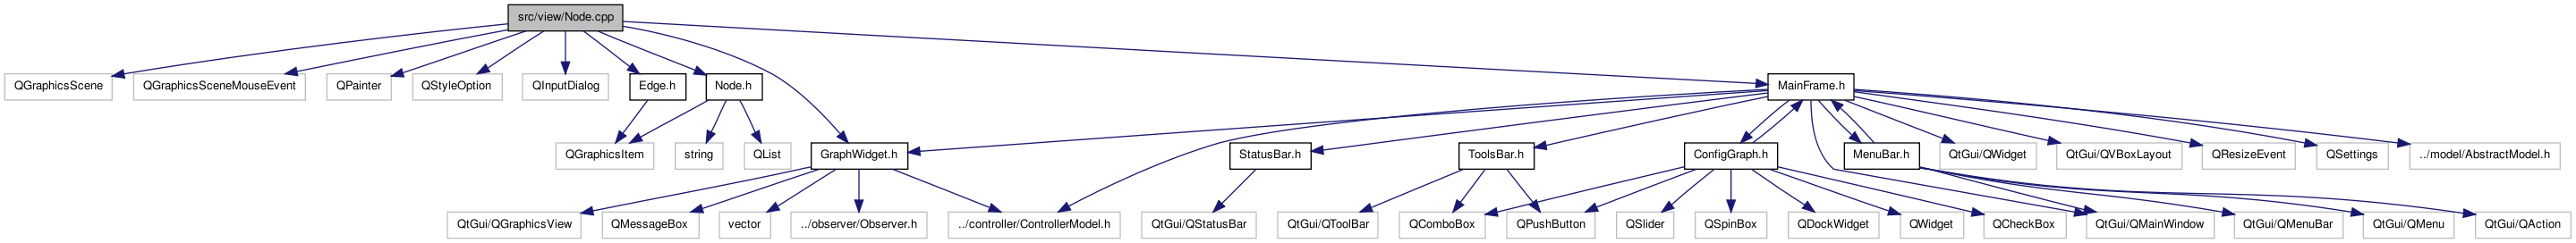 src/view/Node.cpp
QGraphicsScene
QGraphicsSceneMouseEvent
QPainter
QStyleOption
QInputDialog
Edge.h
Node.h
MainFrame.h
QGraphicsItem
string
QList
GraphWidget.h
StatusBar.h
ToolsBar.h
ConfigGraph.h
MenuBar.h
QtGui/QWidget
QtGui/QVBoxLayout
QResizeEvent
QSettings
../model/AbstractModel.h
QtGui/QGraphicsView
QMessageBox
vector
../observer/Observer.h
../controller/ControllerModel.h
QtGui/QStatusBar
QtGui/QToolBar
QComboBox
QPushButton
QSlider
QSpinBox
QDockWidget
QWidget
QCheckBox
QtGui/QMainWindow
QtGui/QMenuBar
QtGui/QMenu
QtGui/QAction